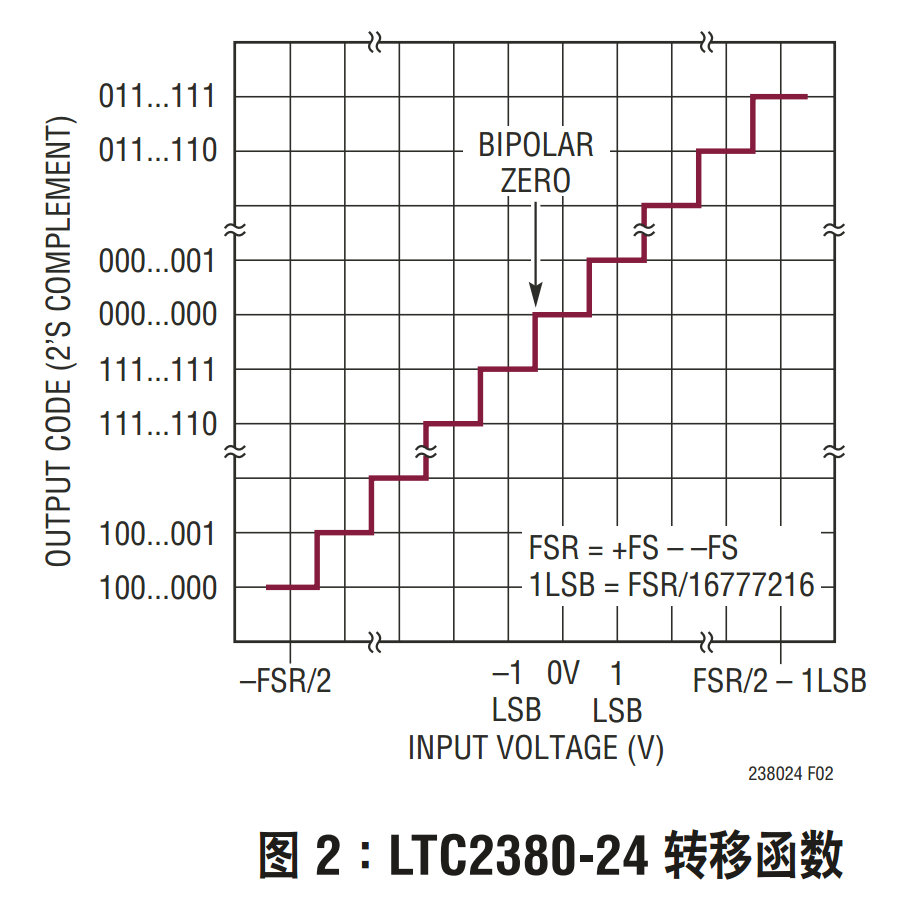 OUTPUT CODE (2’S COMPLEMENT)
011...111
011...110
000...001
000...000
111...111
111...110
100...001
100...000
BIPOLAR
ZERO
FSR = +FS – –FS
1LSB = FSR/16777216
–FSR/2
–1
LSB
0V
1
LSB
FSR/2 – 1LSB
INPUT VOLTAGE (V)
238024 F02
图 2：LTC2380-24 转移函数